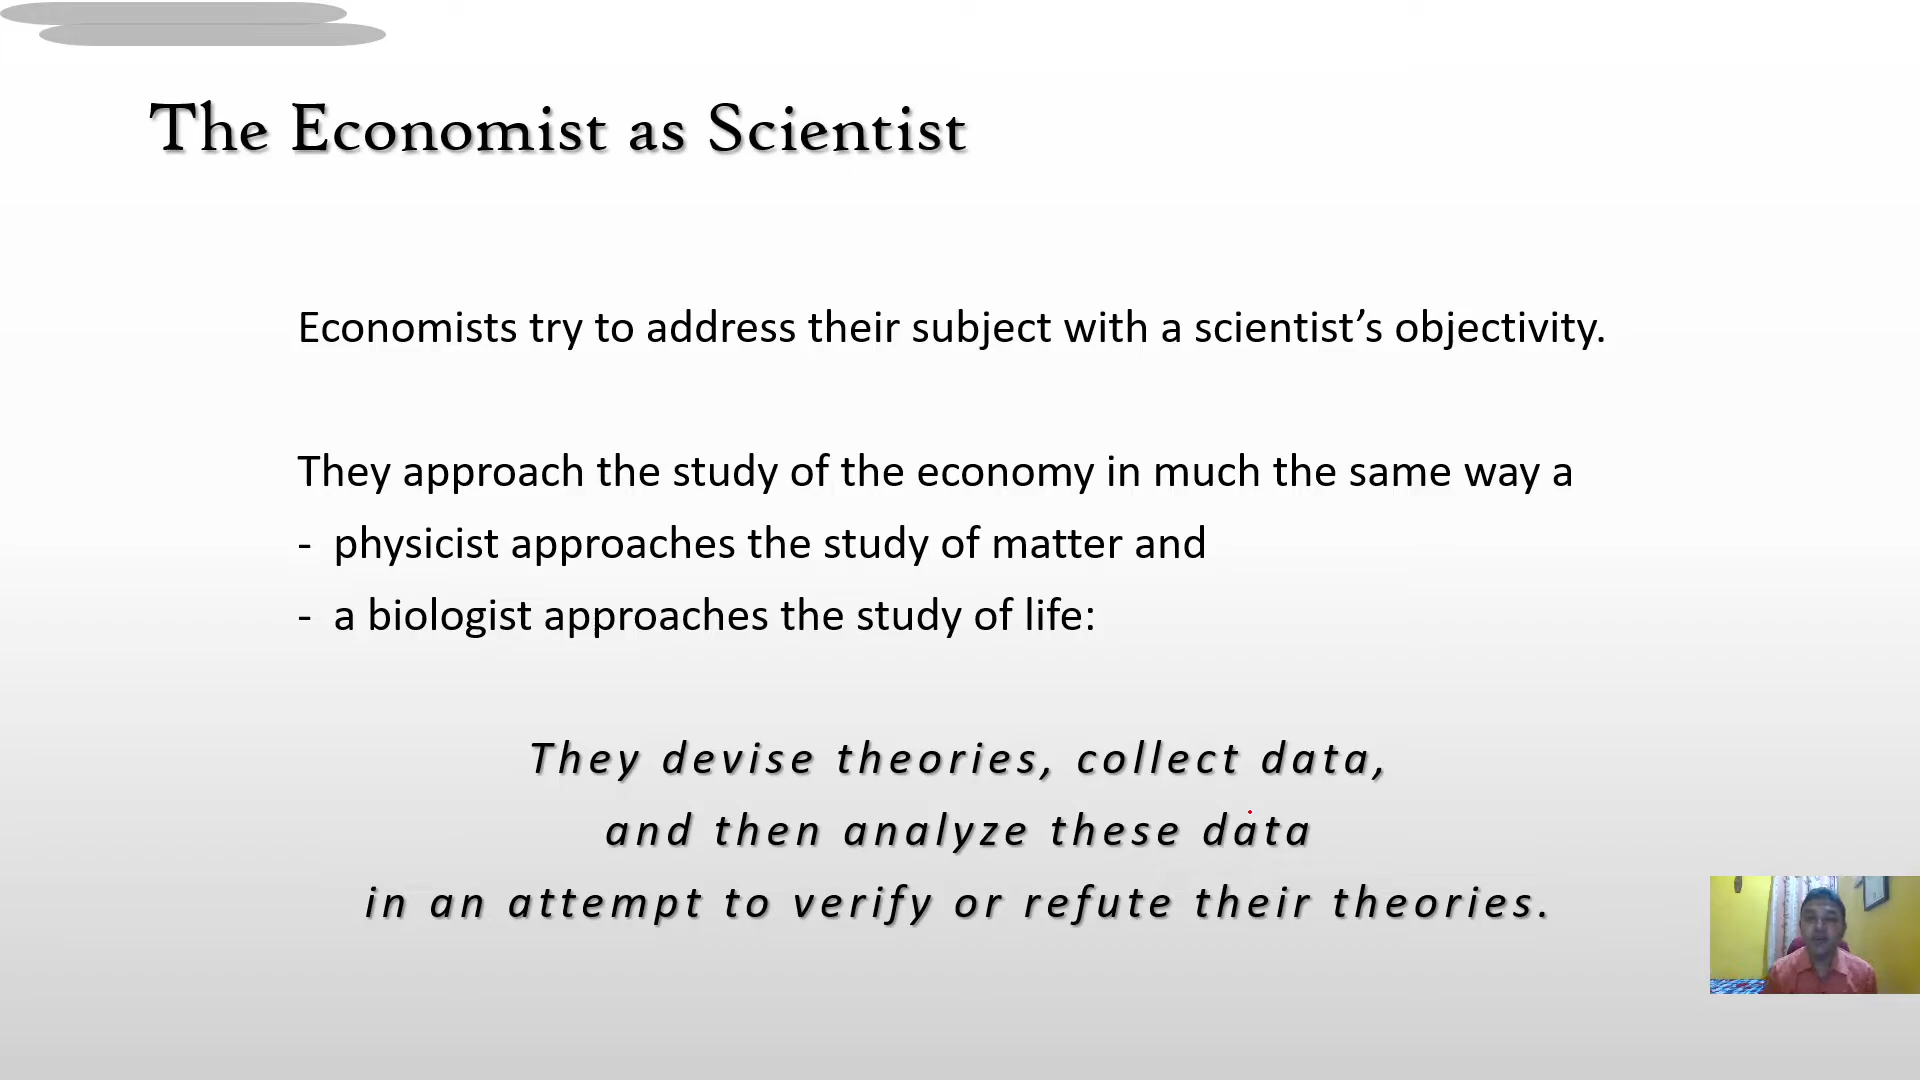 The Economist as Scientist
Economists try to address their subject with a scientist’s objectivity.
They approach the study of the economy in much the same way a
- physicist approaches the study of matter and
- a biologist approaches the study of life:
They devise theories, collect data,
and then analyze these data
in an attempt to verify or refute their theories.